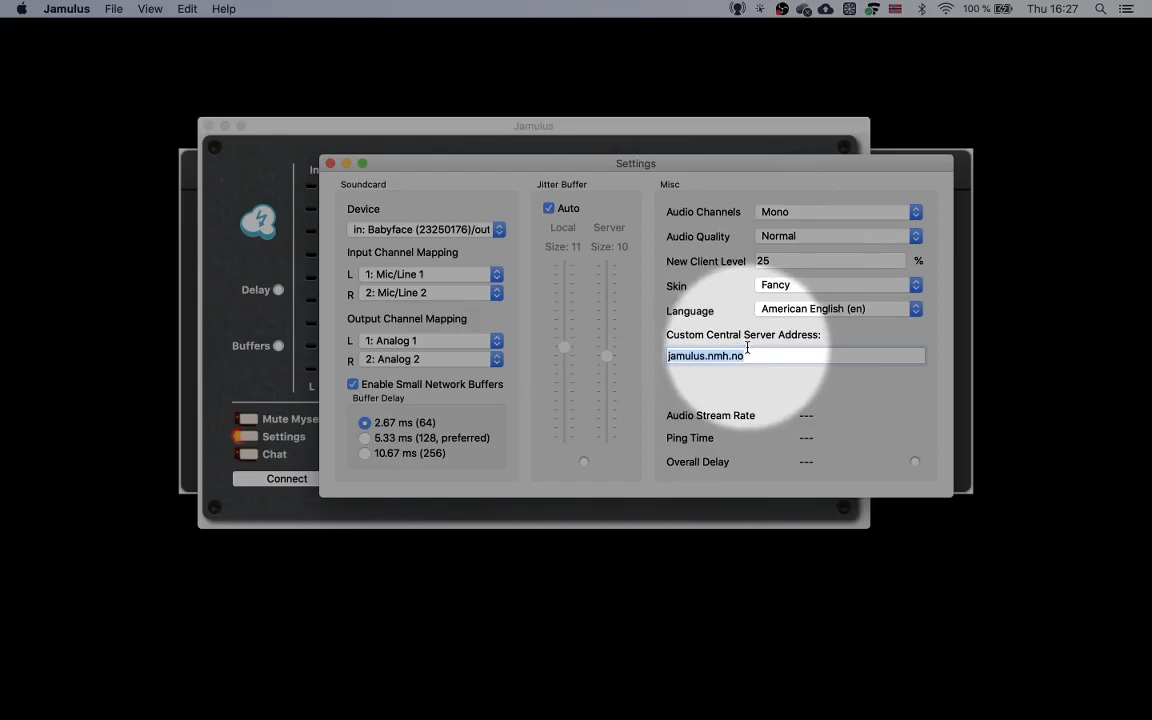 Jamulus File View Edit Help 100 % Thu 16:27
Jamulus
Settings
Delay
Buffers
L
Mute Myse
Settings
Chat
Connect
Soundcard
Device
in: Babyface (23250176)/out
Input Channel Mapping
L 1: Mic/Line 1
R 2: Mic/Line 2
Output Channel Mapping
L 1: Analog 1
R 2: Analog 2
Enable Small Network Buffers
Buffer Delay
2.67 ms (64)
5.33 ms (128, preferred)
10.67 ms (256)
Jitter Buffer
Auto
Local Server
Size: 11 Size: 10
Misc
Audio Channels Mono
Audio Quality Normal
New Client Level 25 %
Skin Fancy
Language American English (en)
Custom Central Server Address:
jamulus.nmh.no
Audio Stream Rate ---
Ping Time ---
Overall Delay ---